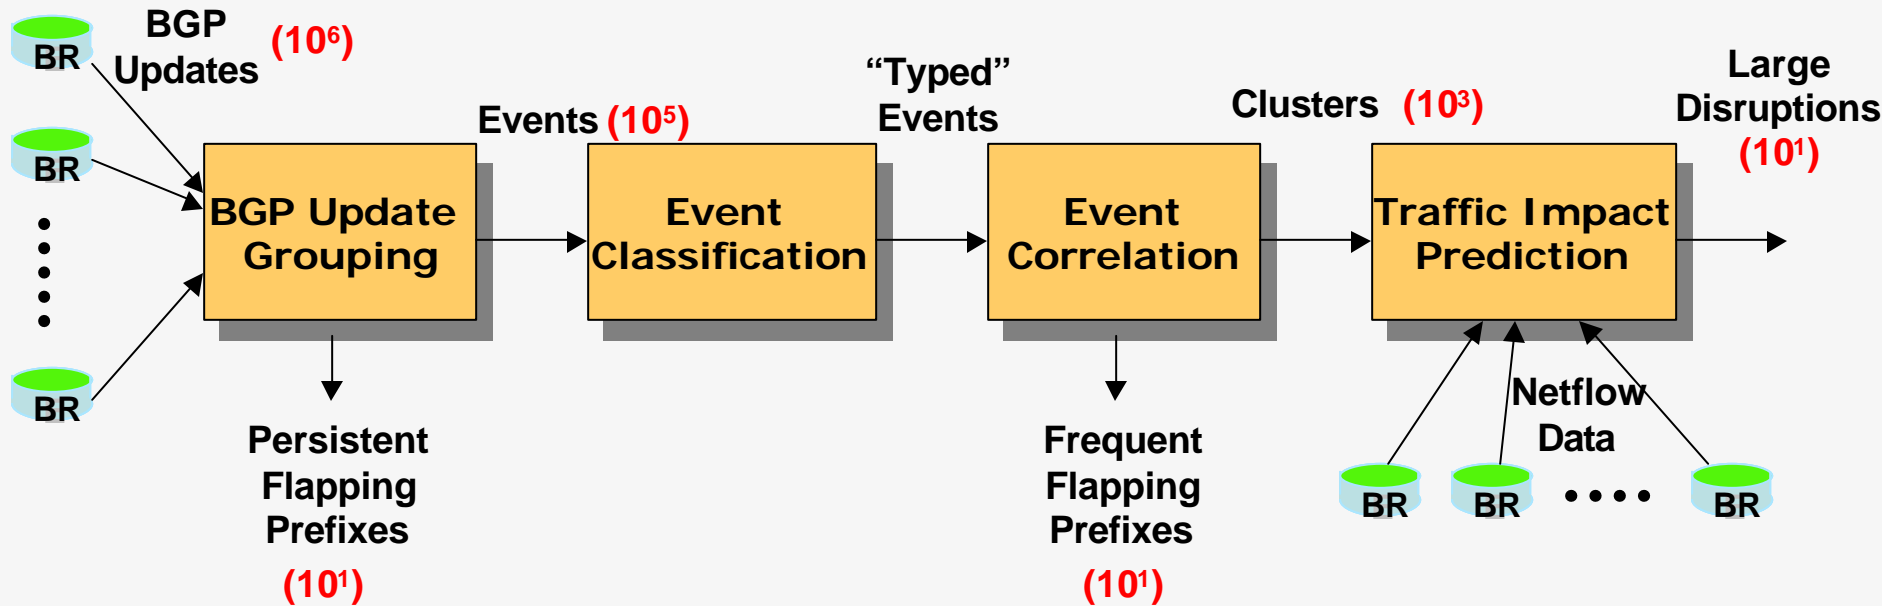 BR
BGP
Updates
(10⁶)
BR
BR
Events (10⁵)
“Typed”
Events
Clusters (10³)
Large
Disruptions
(10¹)
BGP Update
Grouping
Event
Classification
Event
Correlation
Traffic Impact
Prediction
Persistent
Flapping
Prefixes
(10¹)
Frequent
Flapping
Prefixes
(10¹)
Netflow
Data
BR
BR
BR